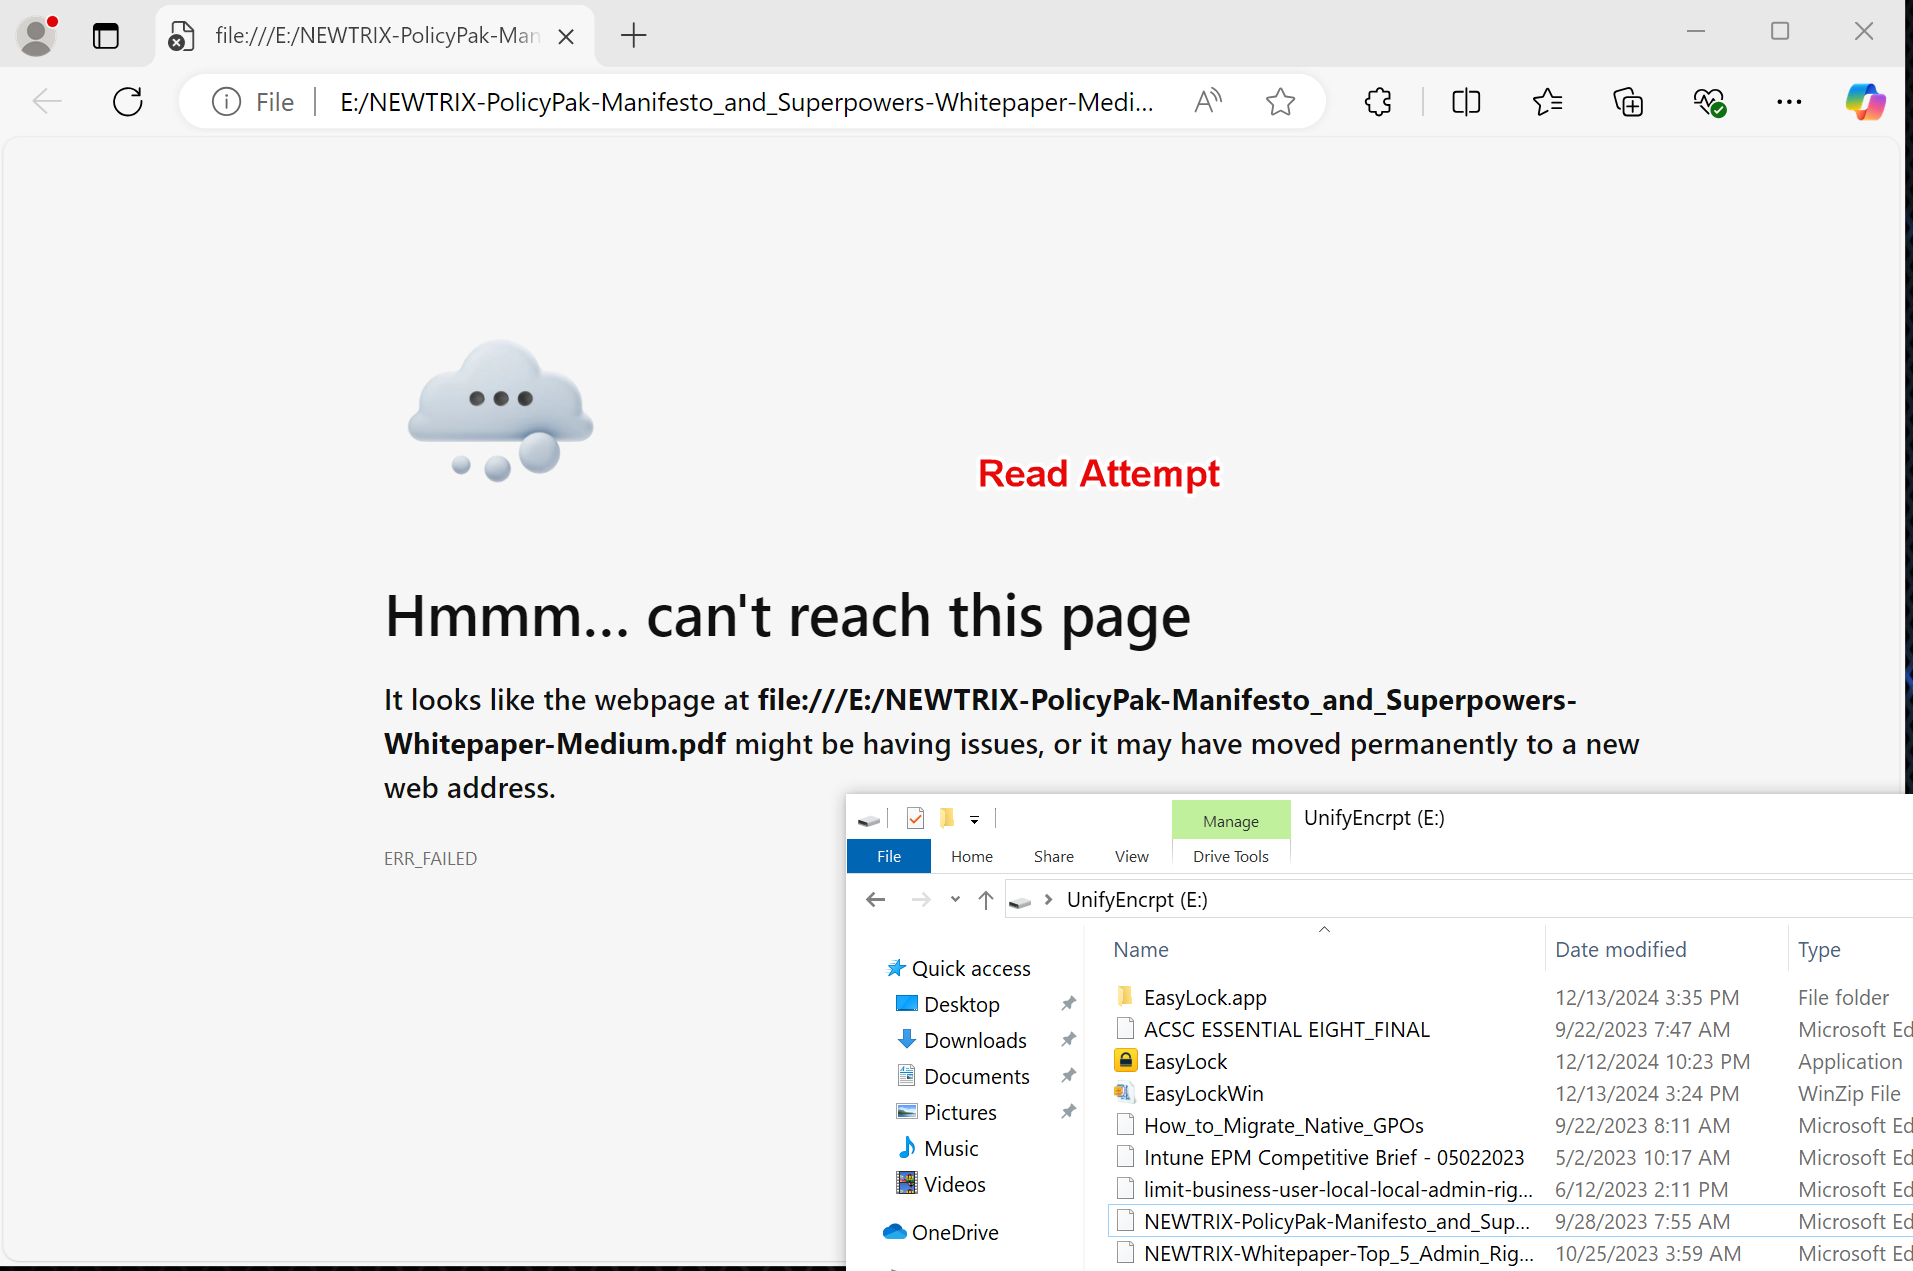 file:///E:/NEWTRIX-PolicyPak-Man
File
E:/NEWTRIX-PolicyPak-Manifesto_and_Superpowers-Whitepaper-Medi...
Read Attempt
Hmmm... can't reach this page
It looks like the webpage at file:///E:/NEWTRIX-PolicyPak-Manifesto_and_Superpowers-
Whitepaper-Medium.pdf might be having issues, or it may have moved permanently to a new
web address.
ERR_FAILED
Manage
UnifyEncrpt (E:)
File Home Share View Drive Tools
UnifyEncrpt (E:)
Name Date modified Type
Quick access
Desktop
Downloads
Documents
Pictures
Music
Videos
OneDrive
EasyLock.app 12/13/2024 3:35 PM File folder
ACSC ESSENTIAL EIGHT_FINAL 9/22/2023 7:47 AM Microsoft Ed
EasyLock 12/12/2024 10:23 PM Application
EasyLockWin 12/13/2024 3:24 PM WinZip File
How_to_Migrate_Native_GPOs 9/22/2023 8:11 AM Microsoft Ed
Intune EPM Competitive Brief - 05022023 5/2/2023 10:17 AM Microsoft Ed
limit-business-user-local-local-admin-rig... 6/12/2023 2:11 PM Microsoft Ed
NEWTRIX-PolicyPak-Manifesto_and_Sup... 9/28/2023 7:55 AM Microsoft Ed
NEWTRIX-Whitepaper-Top_5_Admin_Rig... 10/25/2023 3:59 AM Microsoft Ed